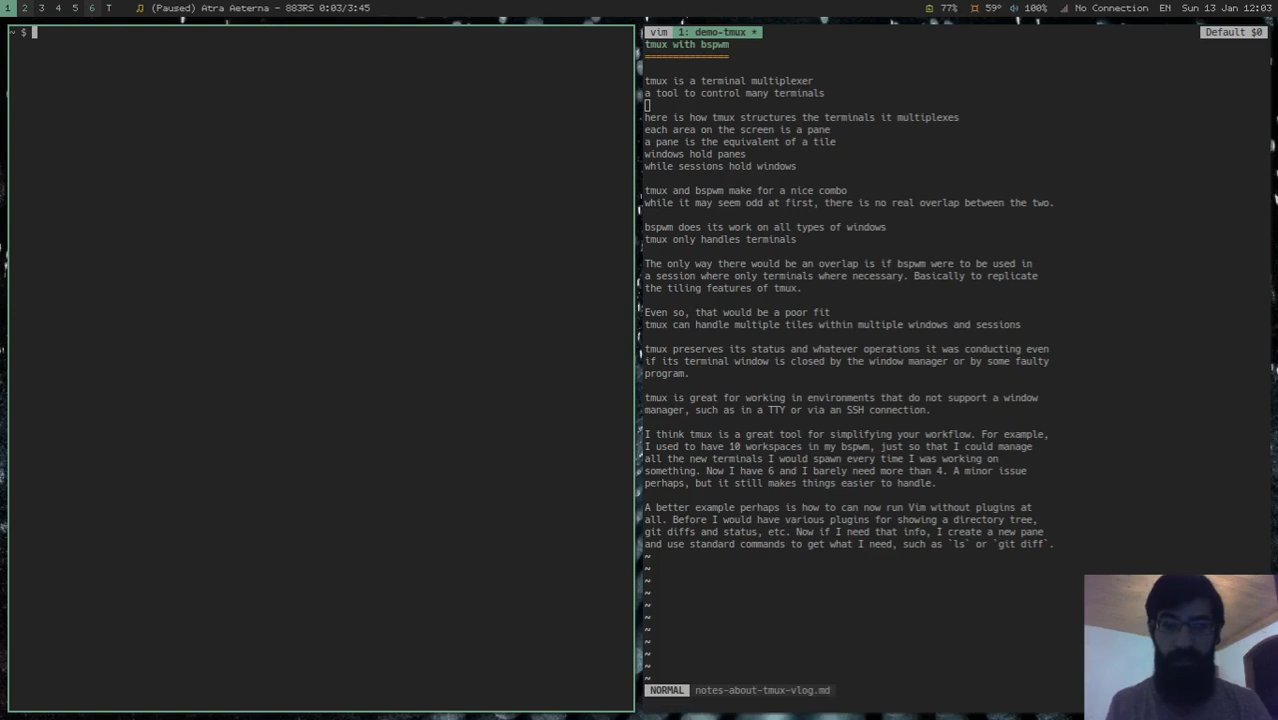 1 2 3 4 5 6 T (Paused) Atra Aeterna - 883RS 0:03/3:45 77% 59° 100% No Connection EN Sun 13 Jan 12:03
~ $
vim 1: demo-tmux * Default $0
tmux with bspwm
===============
tmux is a terminal multiplexer
a tool to control many terminals
here is how tmux structures the terminals it multiplexes
each area on the screen is a pane
a pane is the equivalent of a tile
windows hold panes
while sessions hold windows
tmux and bspwm make for a nice combo
while it may seem odd at first, there is no real overlap between the two.
bspwm does its work on all types of windows
tmux only handles terminals
The only way there would be an overlap is if bspwm were to be used in
a session where only terminals where necessary. Basically to replicate
the tiling features of tmux.
Even so, that would be a poor fit
tmux can handle multiple tiles within multiple windows and sessions
tmux preserves its status and whatever operations it was conducting even
if its terminal window is closed by the window manager or by some faulty
program.
tmux is great for working in environments that do not support a window
manager, such as in a TTY or via an SSH connection.
I think tmux is a great tool for simplifying your workflow. For example,
I used to have 10 workspaces in my bspwm, just so that I could manage
all the new terminals I would spawn every time I was working on
something. Now I have 6 and I barely need more than 4. A minor issue
perhaps, but it still makes things easier to handle.
A better example perhaps is how to can now run Vim without plugins at
all. Before I would have various plugins for showing a directory tree,
git diffs and status, etc. Now if I need that info, I create a new pane
and use standard commands to get what I need, such as `ls` or `git diff`.
~
~
~
~
~
~
~
~
~
~
~
NORMAL notes-about-tmux-vlog.md